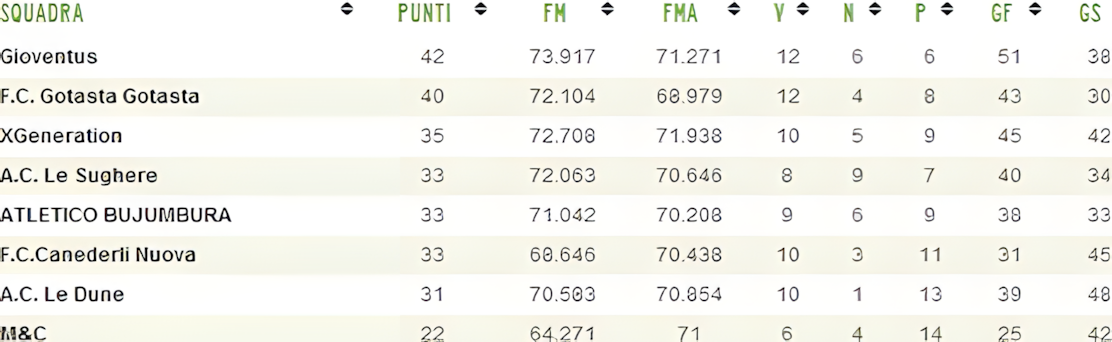 SQUADRA PUNTI FM FMA V N P GF GS
Gioventus 42 73.917 71.271 12 6 6 51 38
F.C. Gotasta Gotasta 40 72.104 68.979 12 4 8 43 30
XGeneration 35 72.708 71.938 10 5 9 45 42
A.C. Le Sughere 33 72.063 70.646 8 9 7 40 34
ATLETICO BUJUMBURA 33 71.042 70.208 9 6 9 38 33
F.C.Canederli Nuova 33 68.646 70.438 10 3 11 31 45
A.C. Le Dune 31 70.583 70.854 10 1 13 39 48
M&C 22 64.271 71 6 4 14 25 42